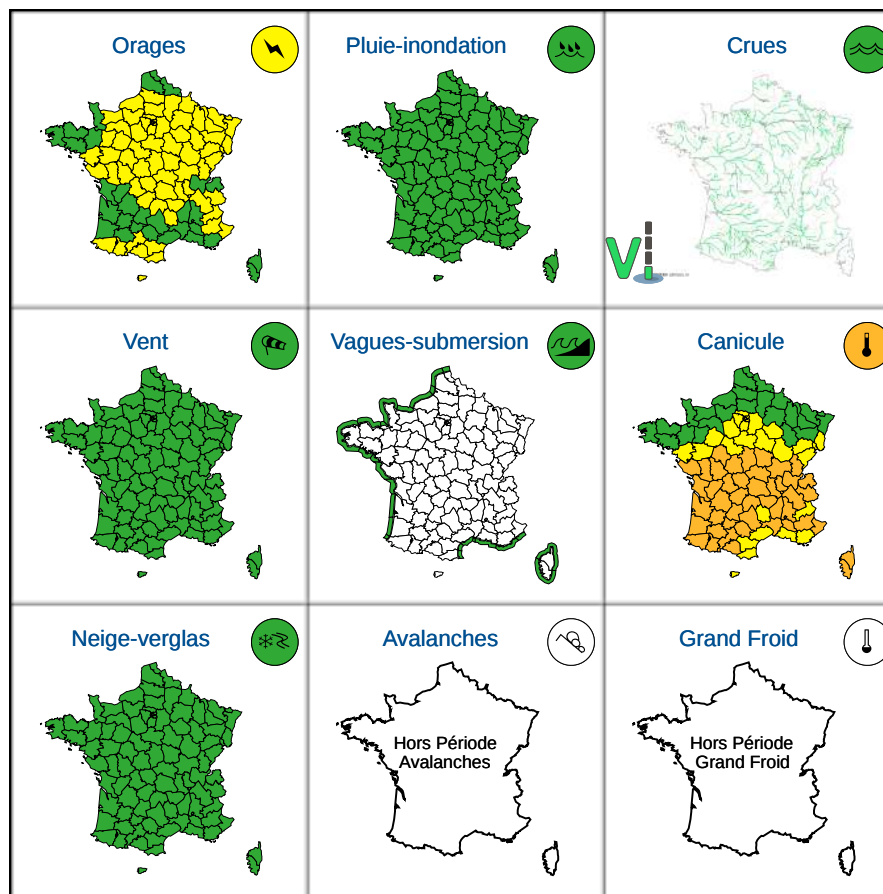 Orages
Pluie-inondation
Crues
Vent
Vagues-submersion
Canicule
Neige-verglas
Avalanches
Grand Froid
Hors Période
Avalanches
Hors Période
Grand Froid